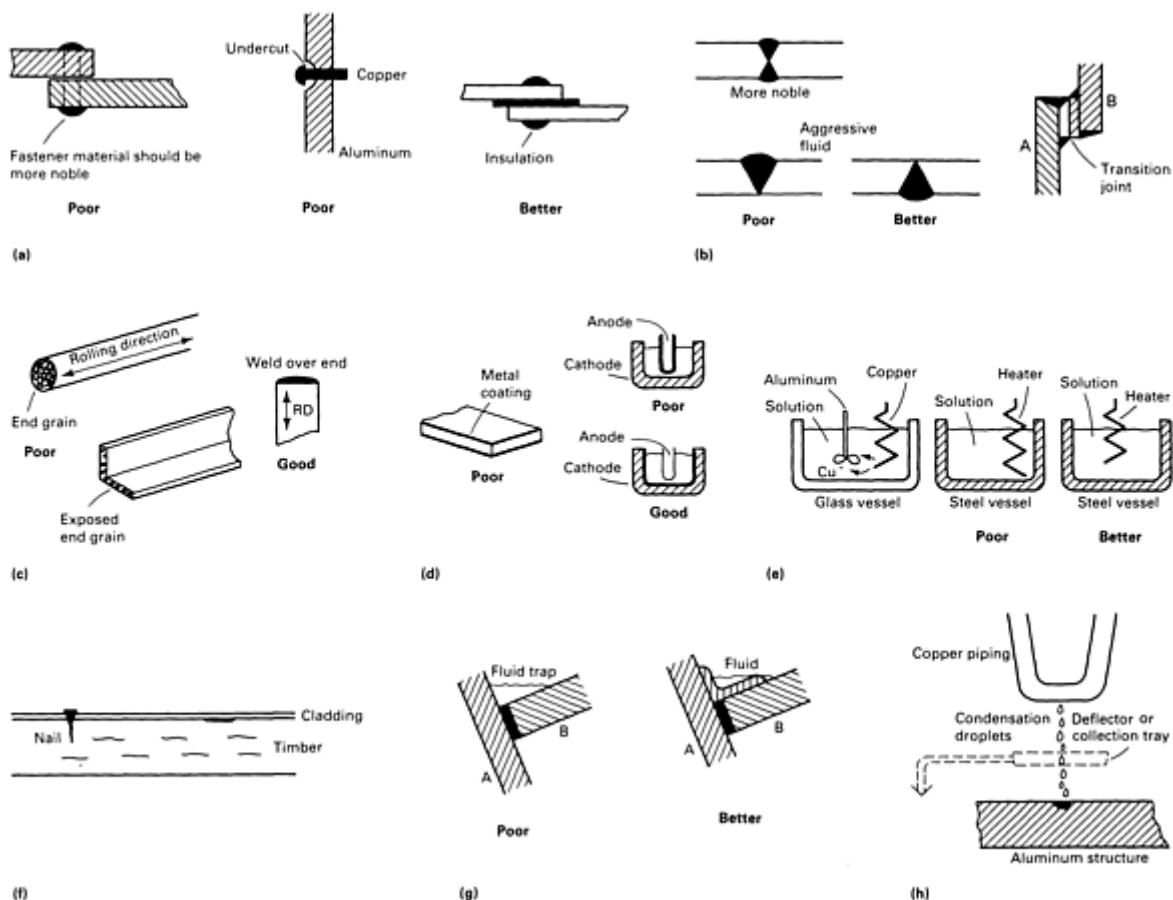 Fastener material should be
more noble
Poor
Undercut
Copper
Aluminum
Poor
Insulation
Better
(a)
More noble
Aggressive
fluid
Poor
Better
A
B
Transition
joint
(b)
Rolling direction
End grain
Poor
Exposed
end grain
Weld over end
RD
Good
(c)
Metal
coating
Poor
Anode
Cathode
Poor
Anode
Cathode
Good
(d)
Aluminum
Copper
Solution
Cu
Glass vessel
Heater
Solution
Steel vessel
Poor
Solution
Heater
Steel vessel
Better
(e)
Cladding
Nail
Timber
(f)
Fluid trap
B
A
Poor
Fluid
B
A
Better
(g)
Copper piping
Condensation
droplets
Deflector or
collection tray
Aluminum structure
(h)